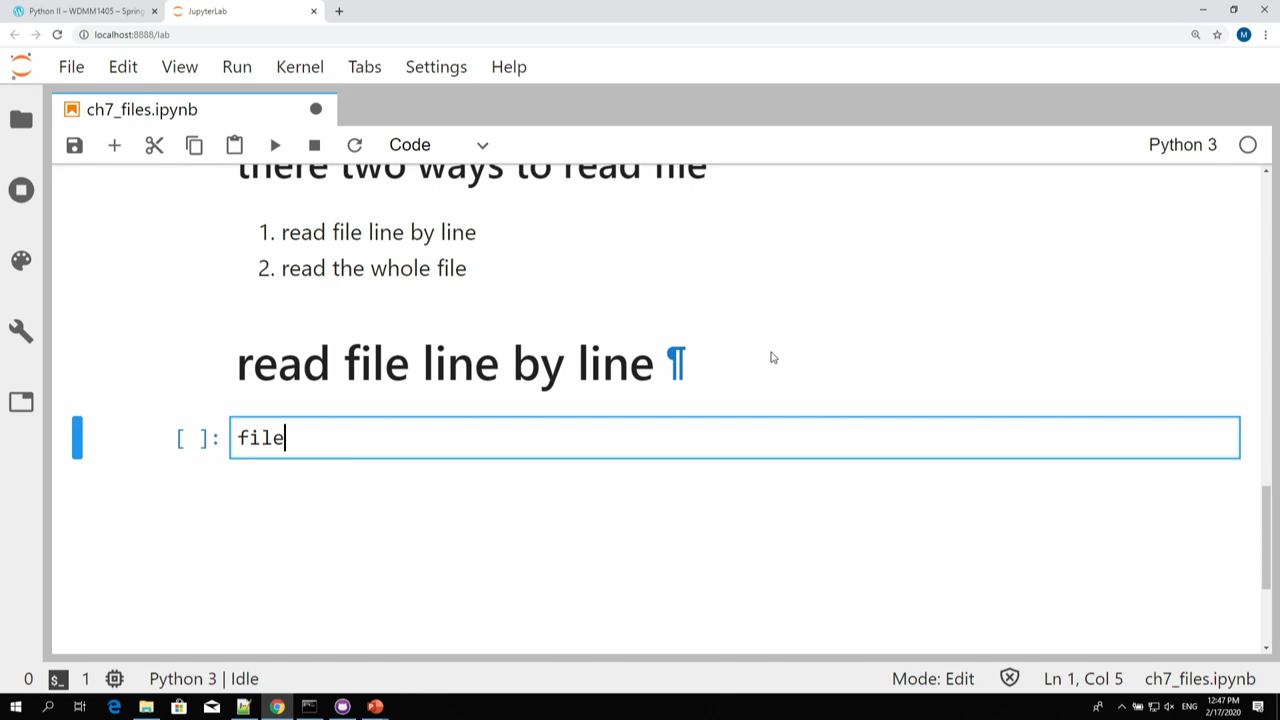 Python II – WDMM1405 – Spring
JupyterLab
localhost:8888/lab
M
File Edit View Run Kernel Tabs Settings Help
ch7_files.ipynb
Code
Python 3
there two ways to read file
1. read file line by line
2. read the whole file
read file line by line ¶
[ ]: file
0 $_ 1 Python 3 | Idle Mode: Edit Ln 1, Col 5 ch7_files.ipynb
ENG
12:47 PM
2/17/2020